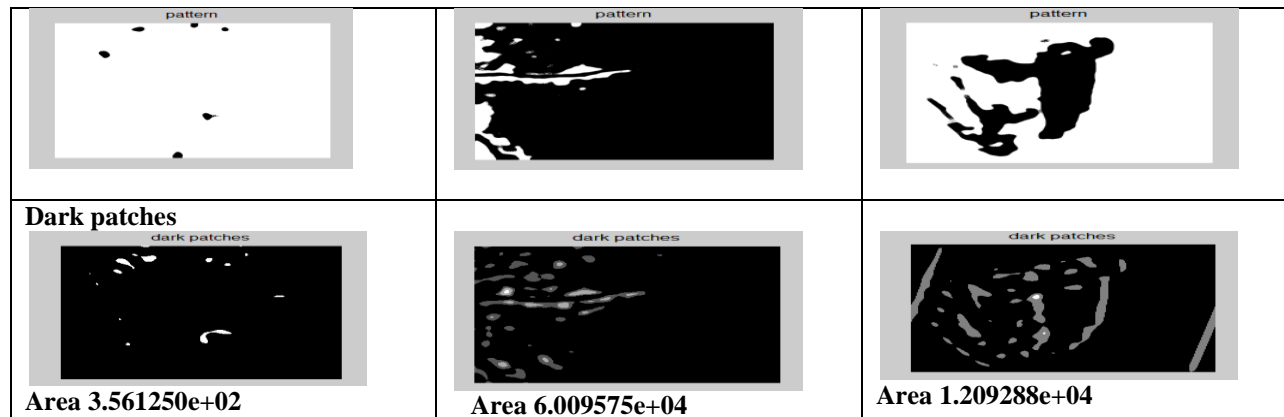 pattern
pattern
pattern
Dark patches
dark patches
dark patches
dark patches
Area 3.561250e+02
Area 6.009575e+04
Area 1.209288e+04